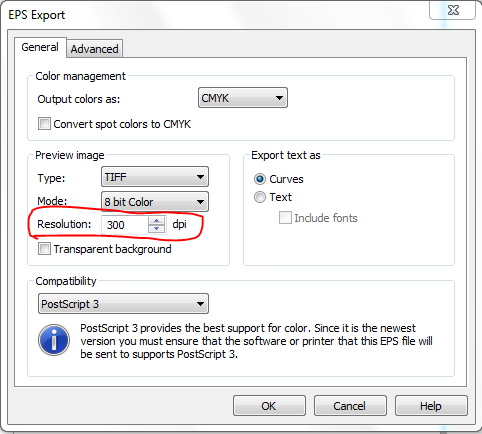 EPS Export
General Advanced
Color management
Output colors as: CMYK
Convert spot colors to CMYK
Preview image
Type: TIFF
Mode: 8 bit Color
Resolution: 300 dpi
Transparent background
Export text as
Curves
Text
Include fonts
Compatibility
PostScript 3
PostScript 3 provides the best support for color. Since it is the newest
version you must ensure that the software or printer that this EPS file will
be sent to supports PostScript 3.
OK Cancel Help